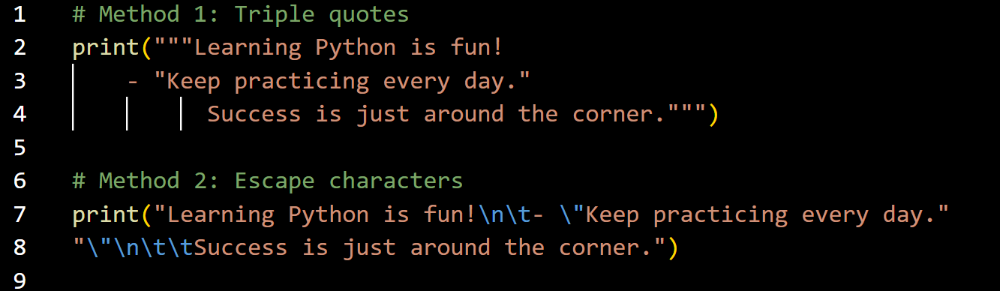 1 # Method 1: Triple quotes
2 print("""Learning Python is fun!
3     - "Keep practicing every day."
4           Success is just around the corner.""")
5
6 # Method 2: Escape characters
7 print("Learning Python is fun!\n\t- \"Keep practicing every day."
8 "\"\n\t\tSuccess is just around the corner.")
9